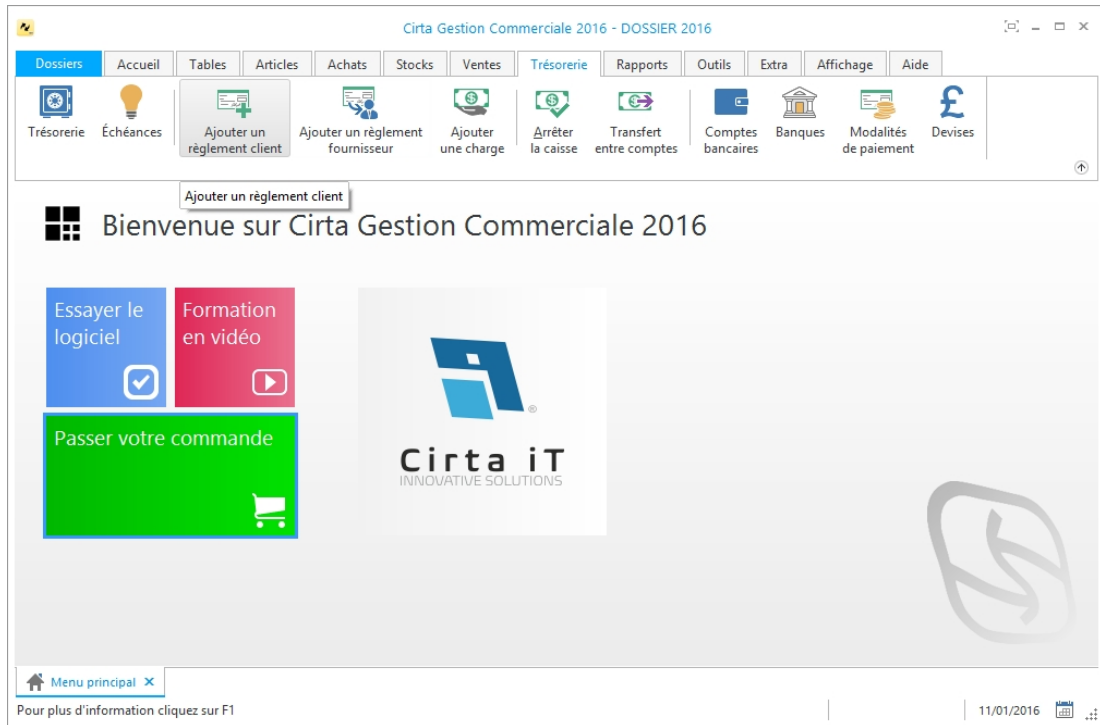 Cirta Gestion Commerciale 2016 - DOSSIER 2016
Dossiers Accueil Tables Articles Achats Stocks Ventes Trésorerie Rapports Outils Extra Affichage Aide
Trésorerie Échéances Ajouter un règlement client Ajouter un règlement fournisseur Ajouter une charge Arrêter la caisse Transfert entre comptes Comptes bancaires Banques Modalités de paiement Devises
Ajouter un règlement client
Bienvenue sur Cirta Gestion Commerciale 2016
Essayer le
logiciel
Formation
en vidéo
Passer votre commande
Cirta iT
INNOVATIVE SOLUTIONS
Menu principal
Pour plus d'information cliquez sur F1
11/01/2016